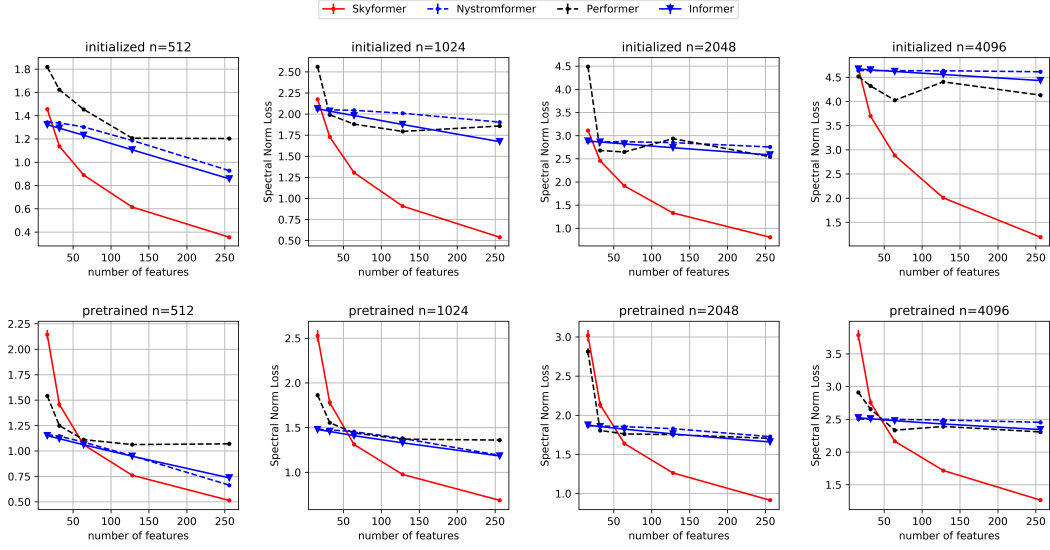 Skyformer Nystromformer Performer Informer
initialized n=512 initialized n=1024 initialized n=2048 initialized n=4096
1.8
1.6
1.4
1.2
1.0
0.8
0.6
0.4
50 100 150 200 250
number of features
Spectral Norm Loss
2.50
2.25
2.00
1.75
1.50
1.25
1.00
0.75
0.50
50 100 150 200 250
number of features
Spectral Norm Loss
4.5
4.0
3.5
3.0
2.5
2.0
1.5
1.0
50 100 150 200 250
number of features
Spectral Norm Loss
4.5
4.0
3.5
3.0
2.5
2.0
1.5
50 100 150 200 250
number of features
pretrained n=512 pretrained n=1024 pretrained n=2048 pretrained n=4096
2.25
2.00
1.75
1.50
1.25
1.00
0.75
0.50
0 50 100 150 200 250
number of features
Spectral Norm Loss
2.5
2.0
1.5
1.0
0 50 100 150 200 250
number of features
Spectral Norm Loss
3.0
2.5
2.0
1.5
1.0
0 50 100 150 200 250
number of features
Spectral Norm Loss
3.5
3.0
2.5
2.0
1.5
0 50 100 150 200 250
number of features